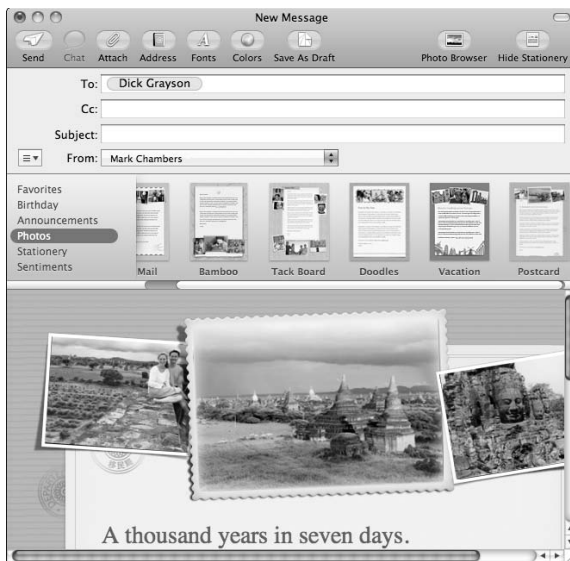 New Message
Send Chat Attach Address Fonts Colors Save As Draft Photo Browser Hide Stationery
To: Dick Grayson
Cc:
Subject:
From: Mark Chambers
Favorites
Birthday
Announcements
Photos
Stationery
Sentiments
Mail Bamboo Tack Board Doodles Vacation Postcard
A thousand years in seven days.